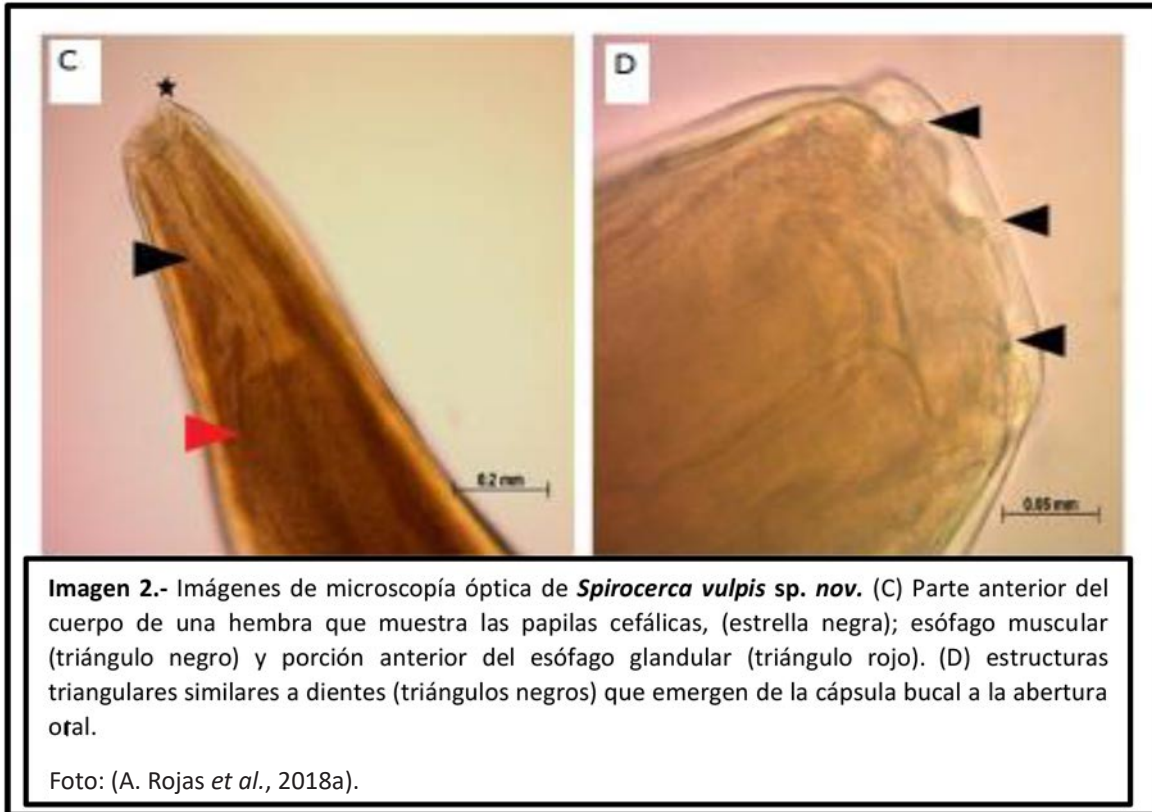 C
D
0.2 mm
0.05 mm
Imagen 2.- Imágenes de microscopía óptica de Spirocerca vulpis sp. nov. (C) Parte anterior del
cuerpo de una hembra que muestra las papilas cefálicas, (estrella negra); esófago muscular
(triángulo negro) y porción anterior del esófago glandular (triángulo rojo). (D) estructuras
triangulares similares a dientes (triángulos negros) que emergen de la cápsula bucal a la abertura
oral.
Foto: (A. Rojas et al., 2018a).